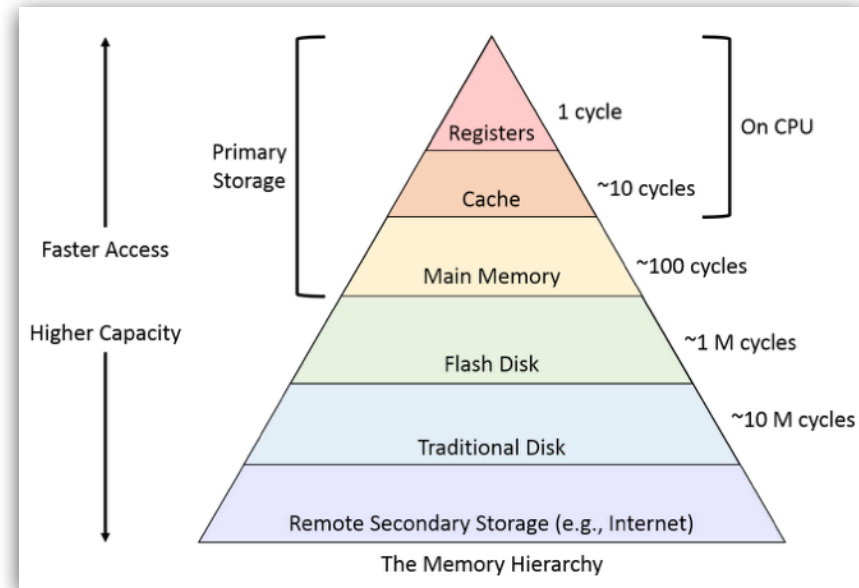 Registers
1 cycle
On CPU
Primary
Storage
Cache
~10 cycles
Faster Access
Main Memory
~100 cycles
Higher Capacity
Flash Disk
~1 M cycles
Traditional Disk
~10 M cycles
Remote Secondary Storage (e.g., Internet)
The Memory Hierarchy